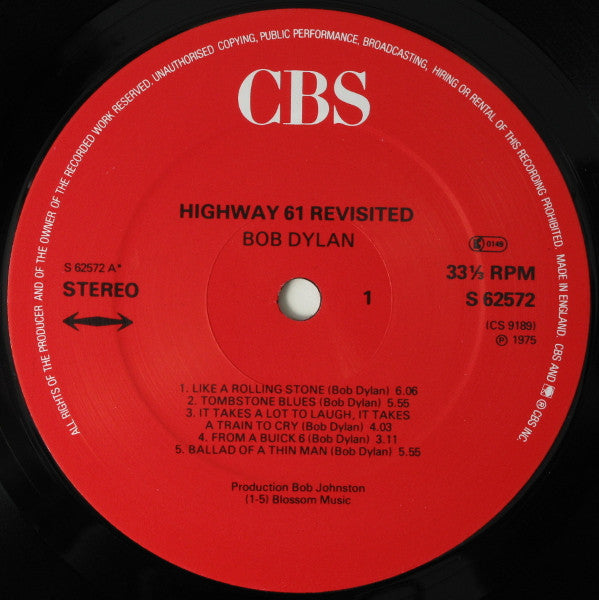 ALL RIGHTS OF THE PRODUCER AND OF THE OWNER OF THE RECORDED WORK RESERVED. UNAUTHORISED COPYING, PUBLIC PERFORMANCE, BROADCASTING, HIRING OR RENTAL OF THIS RECORDING PROHIBITED. MADE IN ENGLAND. CBS AND ℗ CBS INC.
CBS
HIGHWAY 61 REVISITED
BOB DYLAN
S 62572 A*
STEREO
0149
33⅓ RPM
S 62572
1
(CS 9189)
℗ 1975
1. LIKE A ROLLING STONE (Bob Dylan) 6.06
2. TOMBSTONE BLUES (Bob Dylan) 5.55
3. IT TAKES A LOT TO LAUGH, IT TAKES
A TRAIN TO CRY (Bob Dylan) 4.03
4. FROM A BUICK 6 (Bob Dylan) 3.11
5. BALLAD OF A THIN MAN (Bob Dylan) 5.55
Production Bob Johnston
(1-5) Blossom Music